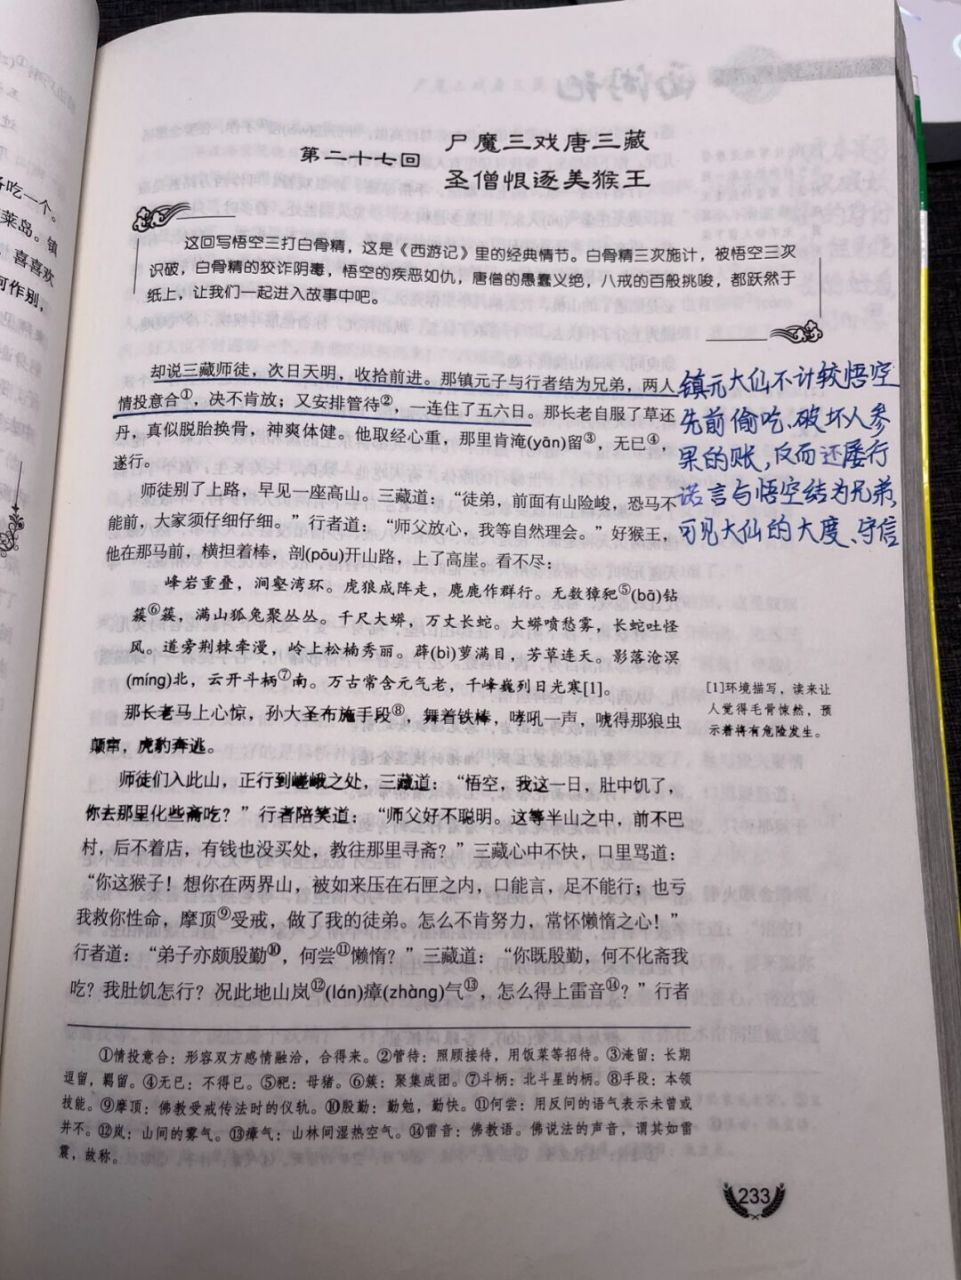 各吃一个。
莱岛。镇
，喜喜欢
何作别，
第二十七回
尸魔三戏唐三藏
圣僧恨逐美猴王
这回写悟空三打白骨精，这是《西游记》里的经典情节。白骨精三次施计，被悟空三次
识破，白骨精的狡诈阴毒，悟空的疾恶如仇，唐僧的愚蠢义绝，八戒的百般挑唆，都跃然于
纸上，让我们一起进入故事中吧。
却说三藏师徒，次日天明，收拾前进。那镇元子与行者结为兄弟，两人
情投意合①，决不肯放；又安排管待②，一连住了五六日。那长老自服了草还
丹，真似脱胎换骨，神爽体健。他取经心重，那里肯淹(yān)留③，无已④，
遂行。
师徒别了上路，早见一座高山。三藏道：“徒弟，前面有山险峻，恐马不
能前，大家须仔细仔细。”行者道：“师父放心，我等自然理会。”好猴王，
他在那马前，横担着棒，剖(pōu)开山路，上了高崖。看不尽：
峰岩重叠，涧壑湾环。虎狼成阵走，麂鹿作群行。无数獐豝⑤(bā)钻
簇⑥簇，满山狐兔聚丛丛。千尺大蟒，万丈长蛇。大蟒喷愁雾，长蛇吐怪
风。道旁荆棘牵漫，岭上松楠秀丽。薜(bì)萝满目，芳草连天。影落沧溟
(míng)北，云开斗柄⑦南。万古常含元气老，千峰巍列日光寒[1]。
那长老马上心惊，孙大圣布施手段⑧，舞着铁棒，哮吼一声，唬得那狼虫
颠窜，虎豹奔逃。
师徒们入此山，正行到嵯峨之处，三藏道：“悟空，我这一日，肚中饥了，
你去那里化些斋吃？”行者陪笑道：“师父好不聪明。这等半山之中，前不巴
村，后不着店，有钱也没买处，教往那里寻斋？”三藏心中不快，口里骂道：
“你这猴子！想你在两界山，被如来压在石匣之内，口能言，足不能行；也亏
我救你性命，摩顶⑨受戒，做了我的徒弟。怎么不肯努力，常怀懒惰之心！”
行者道：“弟子亦颇殷勤⑩，何尝⑪懒惰？”三藏道：“你既殷勤，何不化斋我
吃？我肚饥怎行？况此地山岚⑫(lán)瘴(zhàng)气⑬，怎么得上雷音⑭？”行者
镇元大仙不计较悟空
先前偷吃、破坏人参
果的账，反而还屡行
诺言与悟空结为兄弟，
可见大仙的大度、守信
[1]环境描写，读来让
人觉得毛骨悚然，预
示着将有危险发生。
①情投意合：形容双方感情融洽，合得来。②管待：照顾接待，用饭菜等招待。③淹留：长期
逗留，羁留。④无已：不得已。⑤豝：母猪。⑥簇：聚集成团。⑦斗柄：北斗星的柄。⑧手段：本领
技能。⑨摩顶：佛教受戒传法时的仪轨。⑩殷勤：勤勉，勤快。⑪何尝：用反问的语气表示未曾或
并不。⑫岚：山间的雾气。⑬瘴气：山林间湿热空气。⑭雷音：佛教语。佛说法的声音，谓其如雷
震，故称。
233